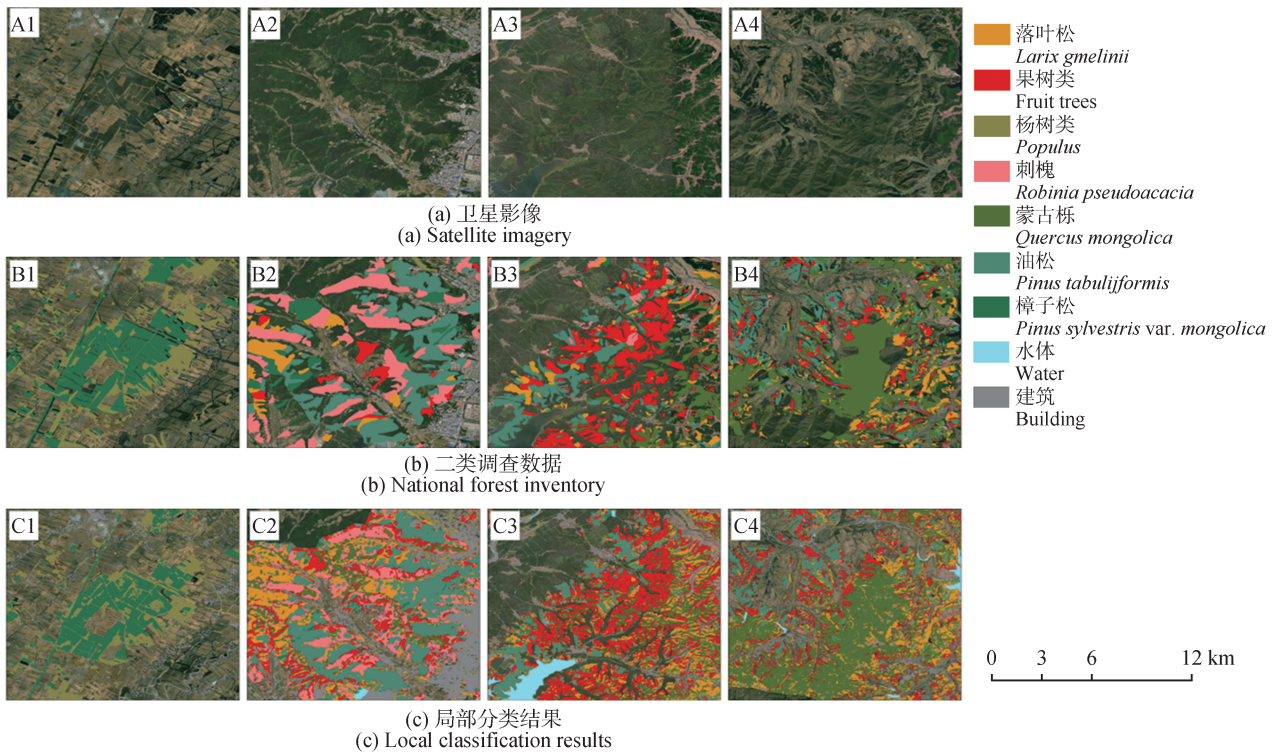 A1
A2
A3
A4
(a) 卫星影像
(a) Satellite imagery
B1
B2
B3
B4
(b) 二类调查数据
(b) National forest inventory
C1
C2
C3
C4
(c) 局部分类结果
(c) Local classification results
落叶松
Larix gmelinii
果树类
Fruit trees
杨树类
Populus
刺槐
Robinia pseudoacacia
蒙古栎
Quercus mongolica
油松
Pinus tabulijformis
樟子松
Pinus sylvestris var. mongolica
水体
Water
建筑
Building
0 3 6 12 km